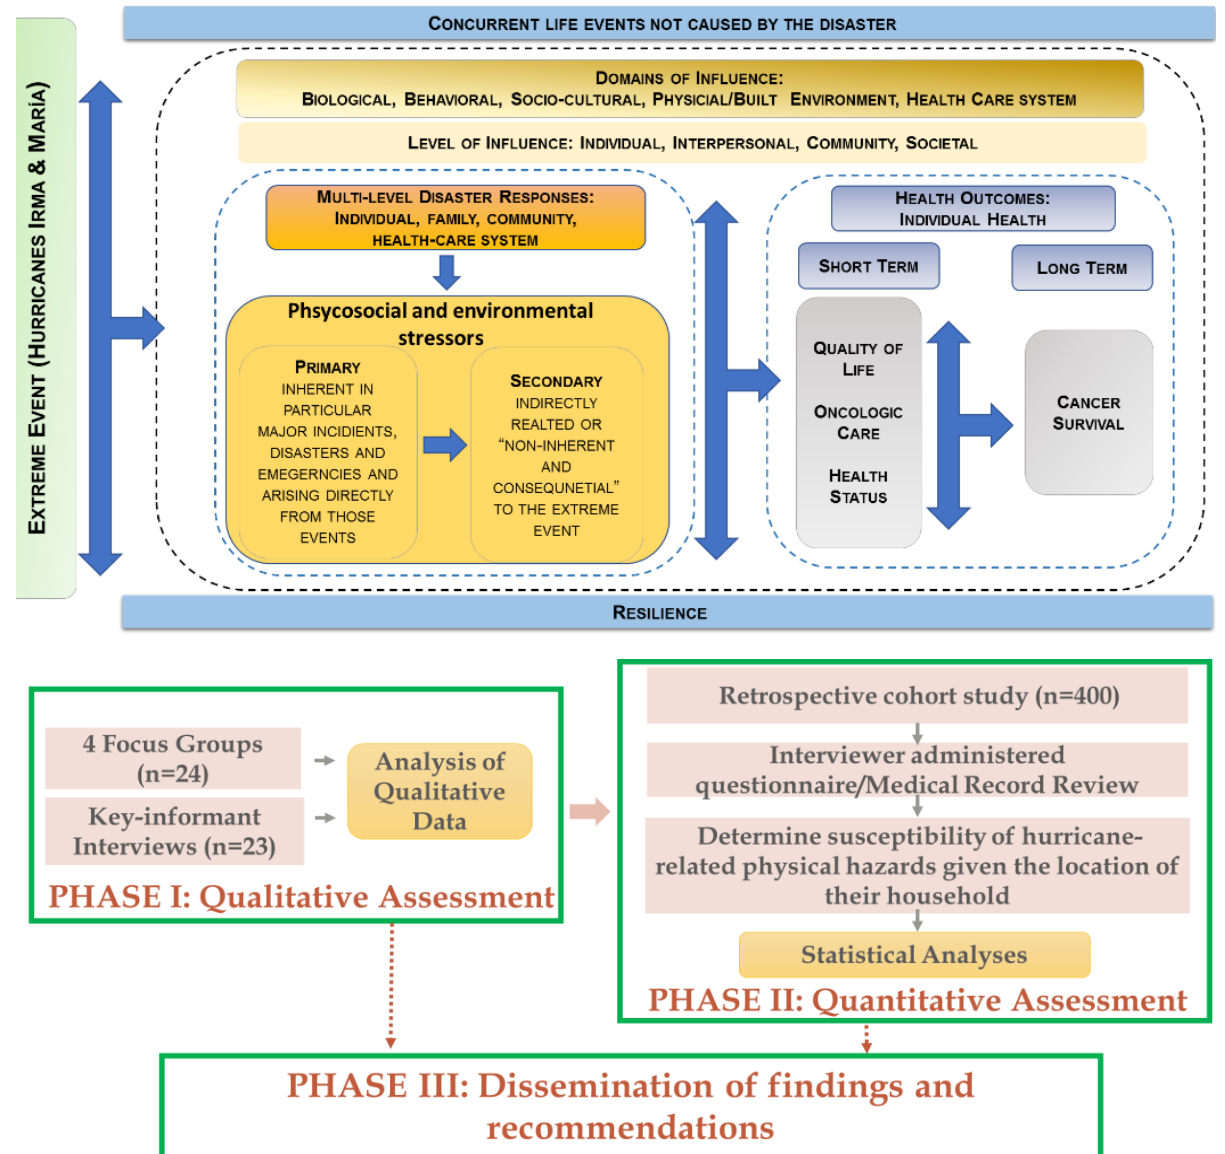 CONCURRENT LIFE EVENTS NOT CAUSED BY THE DISASTER
EXTREME EVENT (HURRICANES IRMA & MARÍA)
DOMAINS OF INFLUENCE:
BIOLOGICAL, BEHAVIORAL, SOCIO-CULTURAL, PHYSICIAL/BUILT ENVIRONMENT, HEALTH CARE SYSTEM
LEVEL OF INFLUENCE: INDIVIDUAL, INTERPERSONAL, COMMUNITY, SOCIETAL
MULTI-LEVEL DISASTER RESPONSES:
INDIVIDUAL, FAMILY, COMMUNITY,
HEALTH-CARE SYSTEM
Phsycosocial and environmental
stressors
PRIMARY
INHERENT IN
PARTICULAR
MAJOR INCIDENTS,
DISASTERS AND
EMEGERNCIES AND
ARISING DIRECTLY
FROM THOSE
EVENTS
SECONDARY
INDIRECTLY
REALTED OR
"NON-INHERENT
AND
CONSEQUNETIAL"
TO THE EXTREME
EVENT
HEALTH OUTCOMES:
INDIVIDUAL HEALTH
SHORT TERM
LONG TERM
QUALITY OF
LIFE
ONCOLOGIC
CARE
HEALTH
STATUS
CANCER
SURVIVAL
RESILIENCE
4 Focus Groups
(n=24)
Key-informant
Interviews (n=23)
Analysis of
Qualitative
Data
PHASE I: Qualitative Assessment
Retrospective cohort study (n=400)
Interviewer administered
questionnaire/Medical Record Review
Determine susceptibility of hurricane-
related physical hazards given the location of
their household
Statistical Analyses
PHASE II: Quantitative Assessment
PHASE III: Dissemination of findings and
recommendations